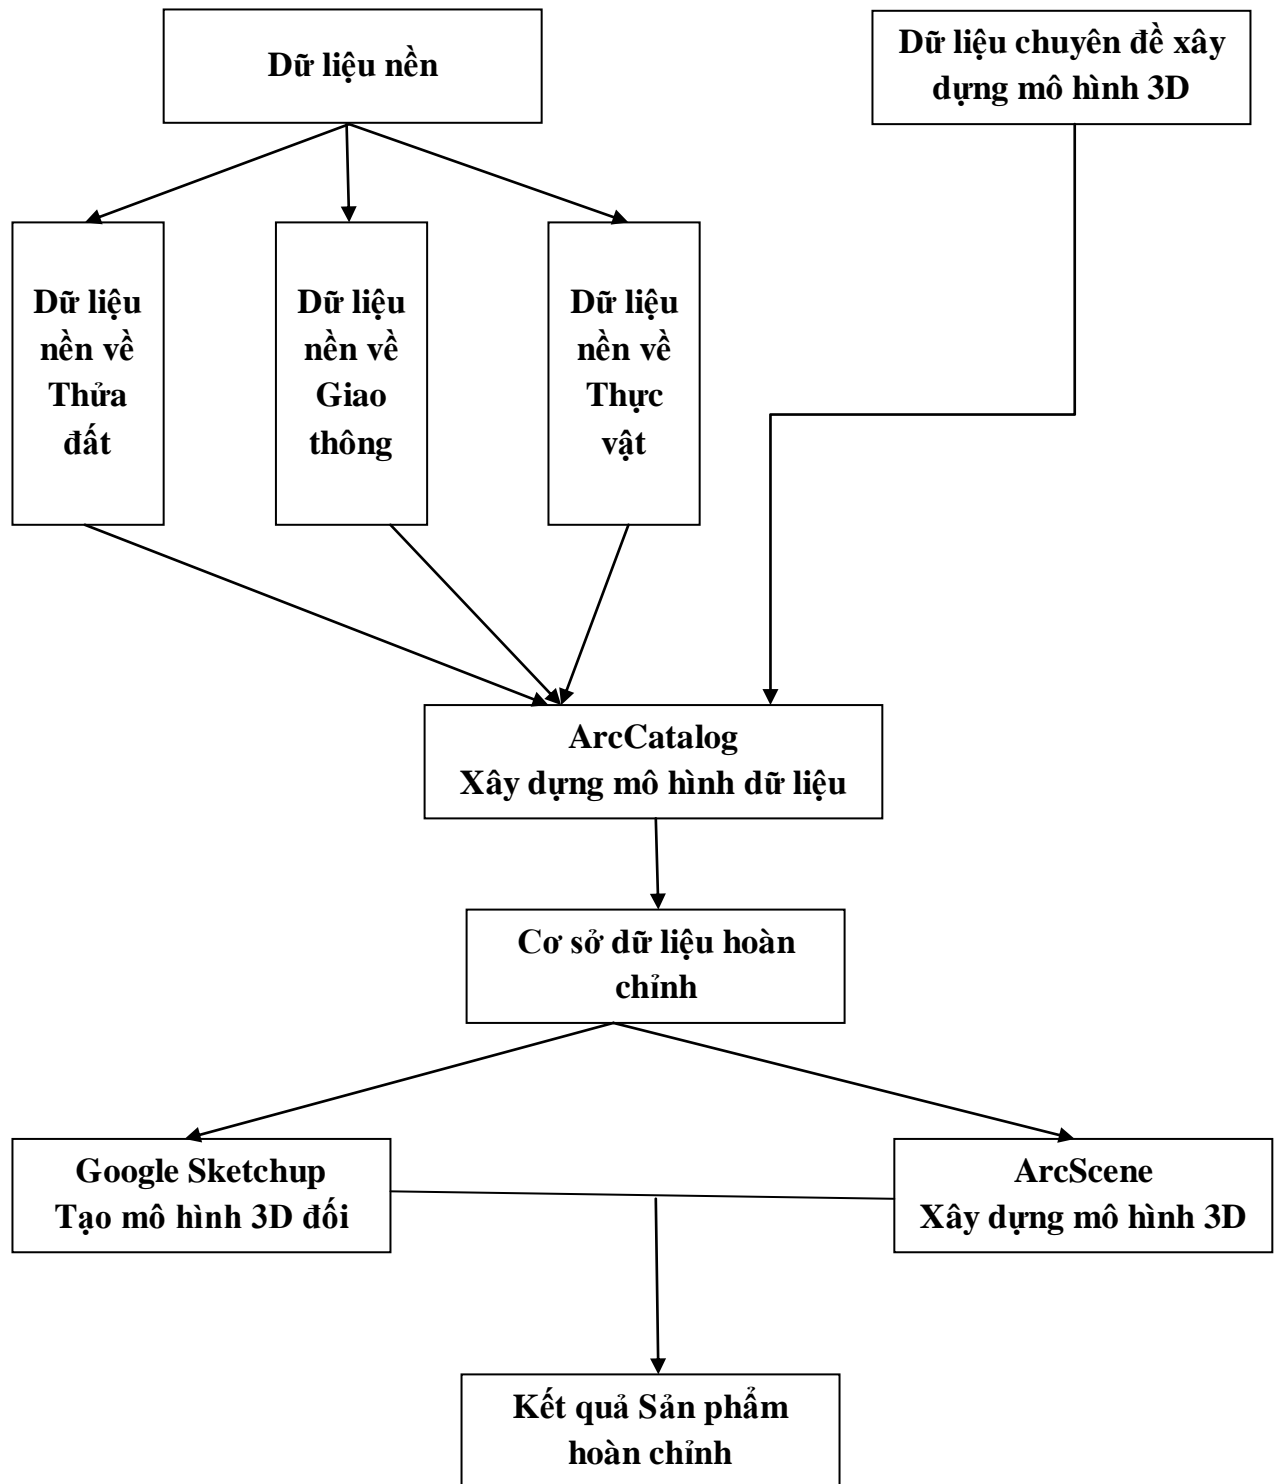 Dữ liệu nền
Dữ liệu chuyên đề xây
dựng mô hình 3D
Dữ liệu
nền về
Thửa
đất
Dữ liệu
nền về
Giao
thông
Dữ liệu
nền về
Thực
vật
ArcCatalog
Xây dựng mô hình dữ liệu
Cơ sở dữ liệu hoàn
chỉnh
Google Sketchup
Tạo mô hình 3D đối
ArcScene
Xây dựng mô hình 3D
Kết quả Sản phẩm
hoàn chỉnh